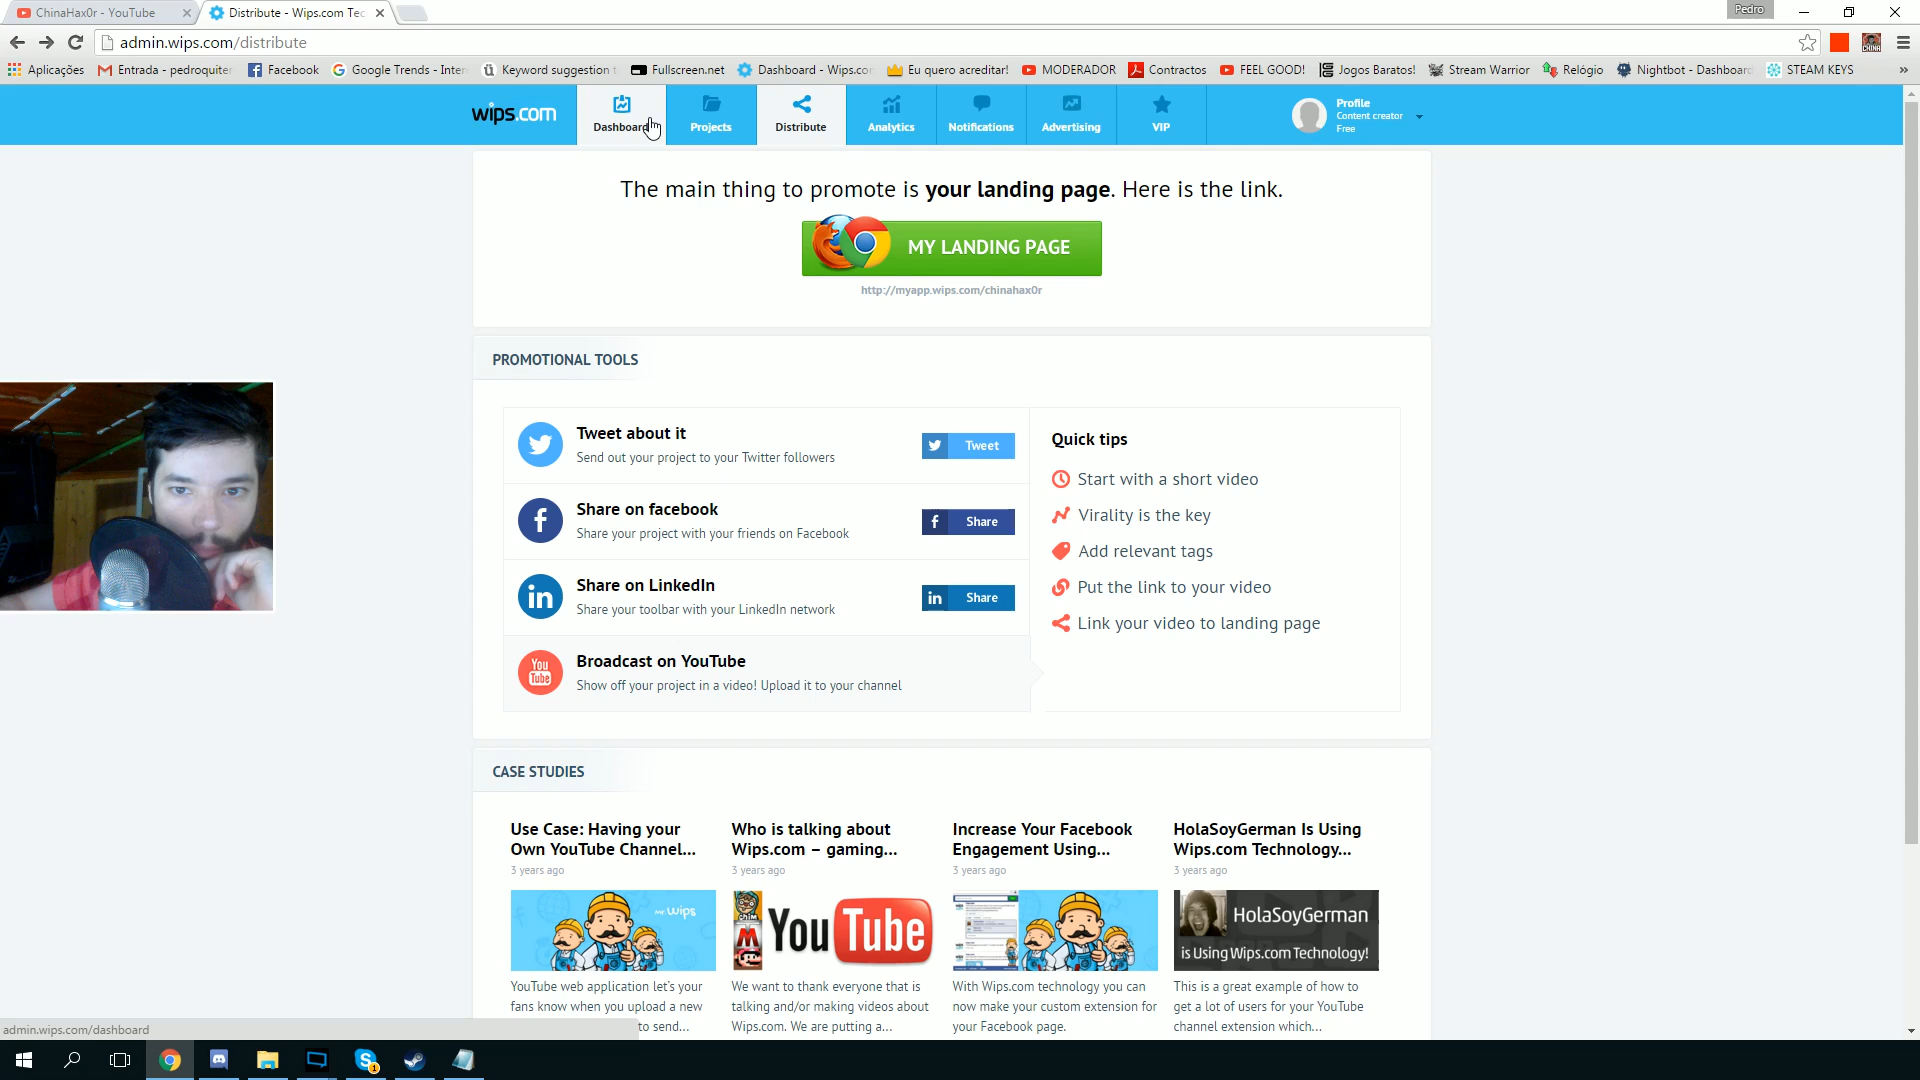 ChinaHax0r - YouTube
Distribute - Wips.com Tec
Pedro
admin.wips.com/distribute
Aplicações
Entrada - pedroquiter
Facebook
Google Trends - Inter
Keyword suggestion
Fullscreen.net
Dashboard - Wips.com
Eu quero acreditar!
MODERADOR
Contractos
FEEL GOOD!
Jogos Baratos!
Stream Warrior
Relógio
Nightbot - Dashboard
STEAM KEYS
wips.com
Dashboard
Projects
Distribute
Analytics
Notifications
Advertising
VIP
Profile
Content creator
Free
The main thing to promote is your landing page. Here is the link.
MY LANDING PAGE
http://myapp.wips.com/chinahax0r
PROMOTIONAL TOOLS
Tweet about it
Send out your project to your Twitter followers
Tweet
Share on facebook
Share your project with your friends on Facebook
Share
Share on LinkedIn
Share your toolbar with your LinkedIn network
Share
Broadcast on YouTube
Show off your project in a video! Upload it to your channel
Quick tips
Start with a short video
Virality is the key
Add relevant tags
Put the link to your video
Link your video to landing page
CASE STUDIES
Use Case: Having your
Own YouTube Channel...
3 years ago
mr.wips
YouTube web application let's your
fans know when you upload a new
to send...
Who is talking about
Wips.com – gaming...
3 years ago
YouTube
We want to thank everyone that is
talking and/or making videos about
Wips.com. We are putting a...
Increase Your Facebook
Engagement Using...
3 years ago
With Wips.com technology you can
now make your custom extension for
your Facebook page.
HolaSoyGerman Is Using
Wips.com Technology...
3 years ago
HolaSoyGerman
is Using Wips.com Technology!
This is a great example of how to
get a lot of users for your YouTube
channel extension which...
admin.wips.com/dashboard